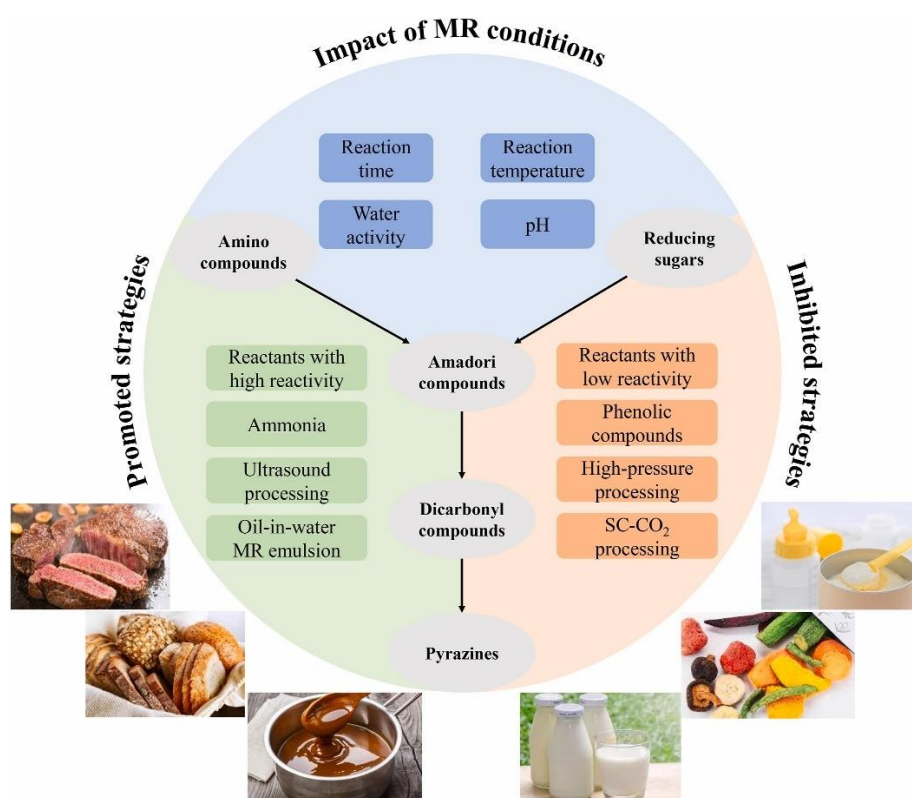 Impact of MR conditions
Reaction
time
Reaction
temperature
Water
activity
pH
Amino
compounds
Reducing
sugars
Promoted strategies
Inhibited strategies
Reactants with
high reactivity
Amadori
compounds
Reactants with
low reactivity
Ammonia
Phenolic
compounds
Ultrasound
processing
Dicarbonyl
compounds
High-pressure
processing
Oil-in-water
MR emulsion
SC-CO₂
processing
Pyrazines